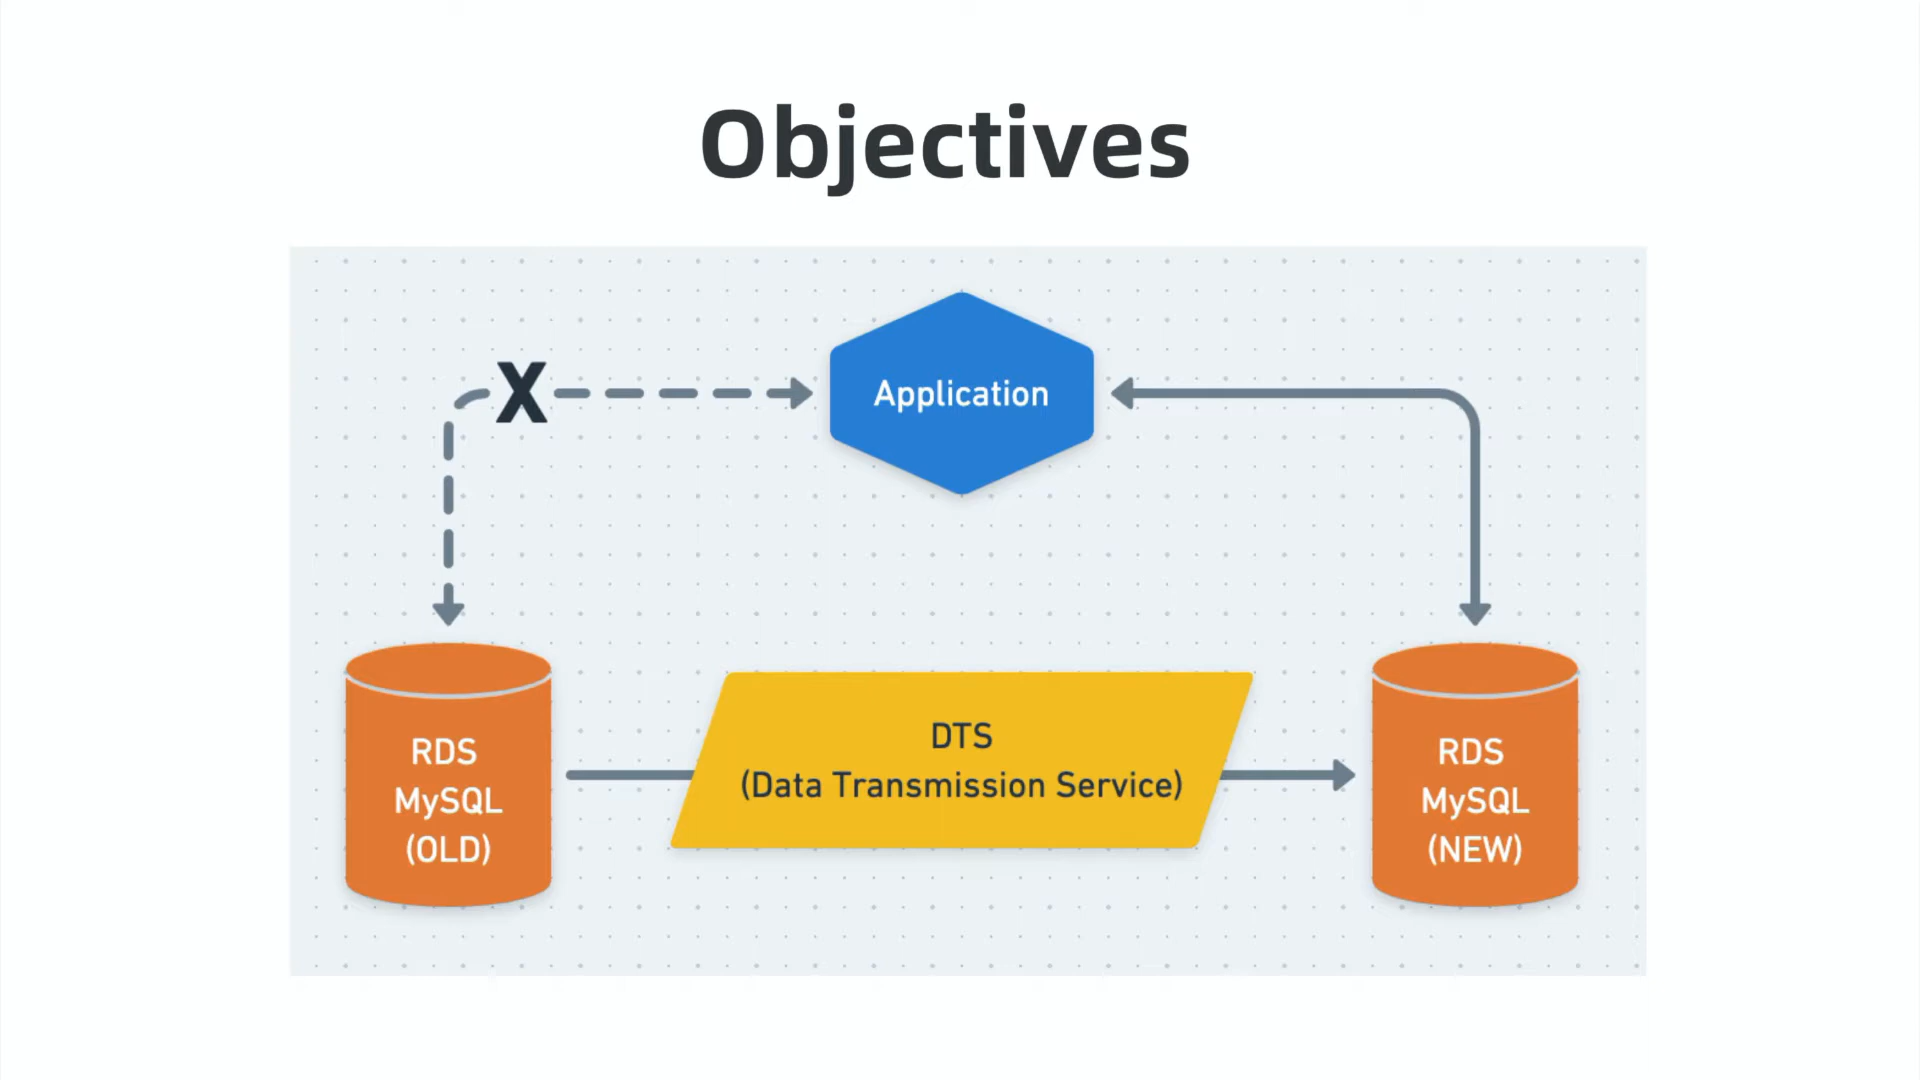 Objectives
X
Application
RDS
MySQL
(OLD)
DTS
(Data Transmission Service)
RDS
MySQL
(NEW)